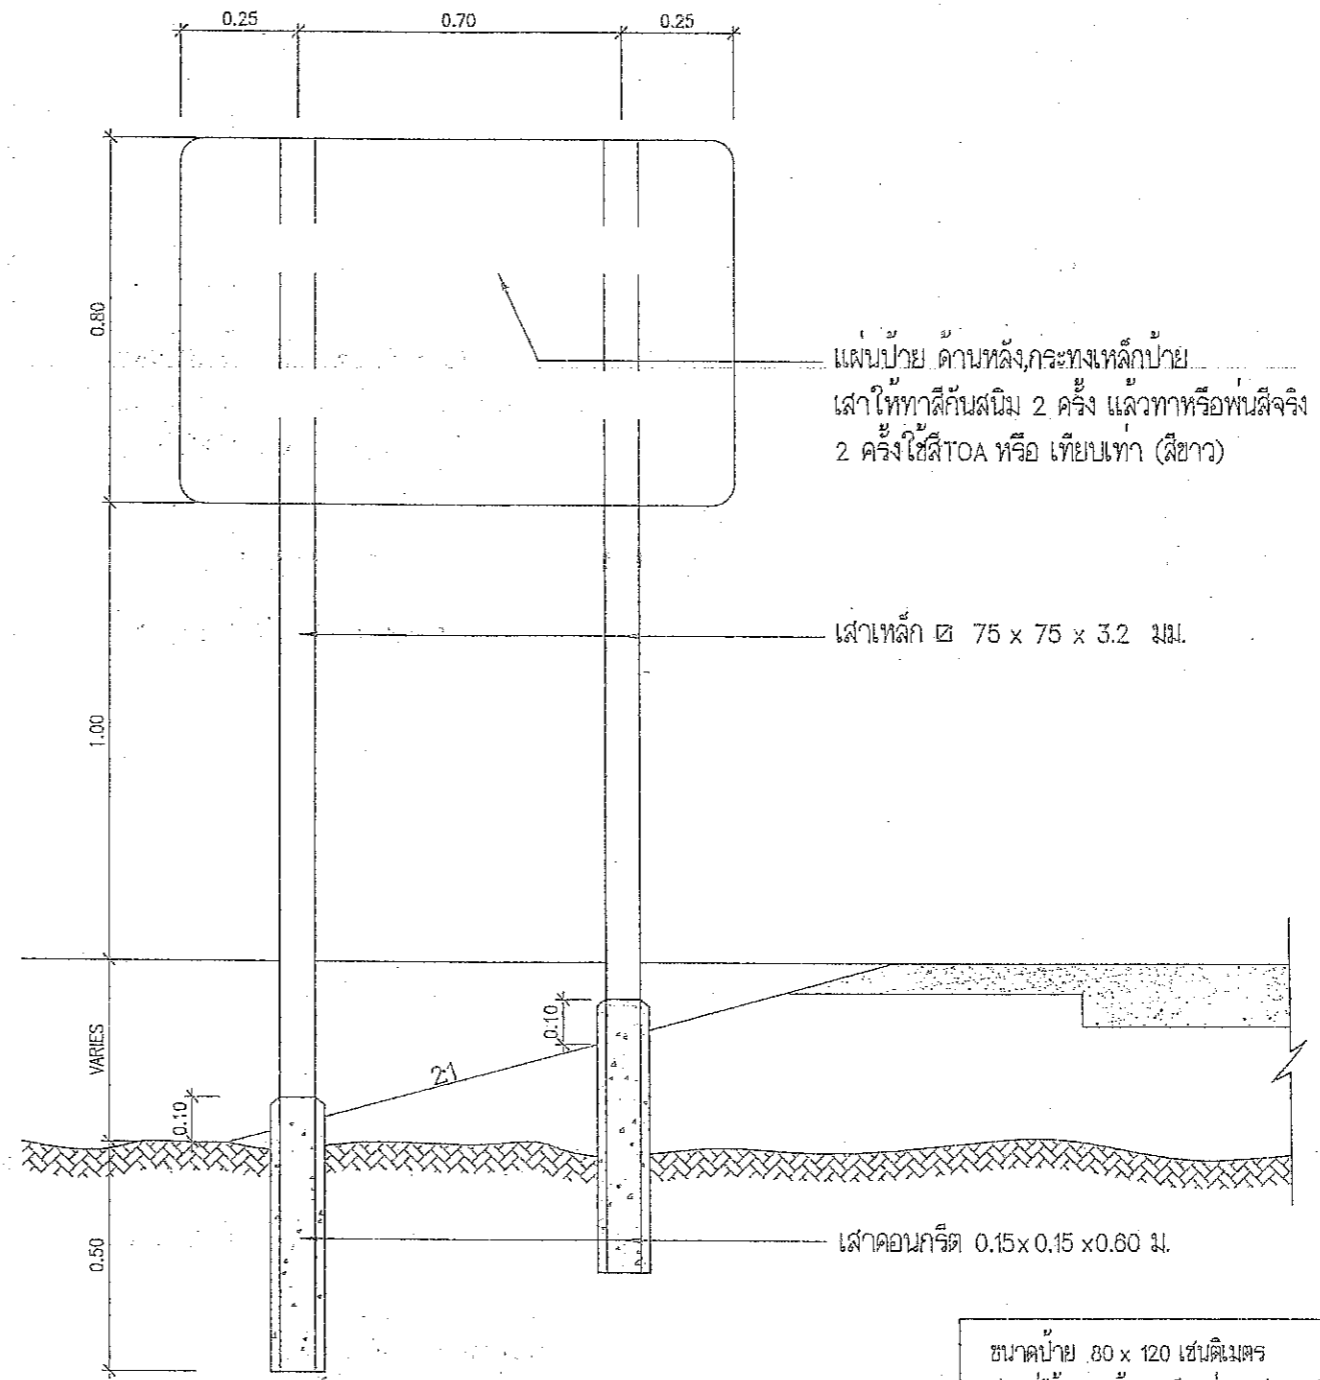 0.25
0.70
0.25
0.80
แผ่นป้าย ด้านหลัง,กระทงเหล็กป้าย
เสาให้ทาสีกันสนิม 2 ครั้ง แล้วทาหรือพ่นสีจริง
2 ครั้งใช้สีTOA หรือ เทียบเท่า (สีขาว)
เสาเหล็ก 75 x 75 x 3.2 มม.
1.00
VARIES
0.10
2:1
0.10
0.50
เสาคอนกรีต 0.15x0.15x0.60 ม.
ขนาดป้าย 80 x 120 เซนติเมตร